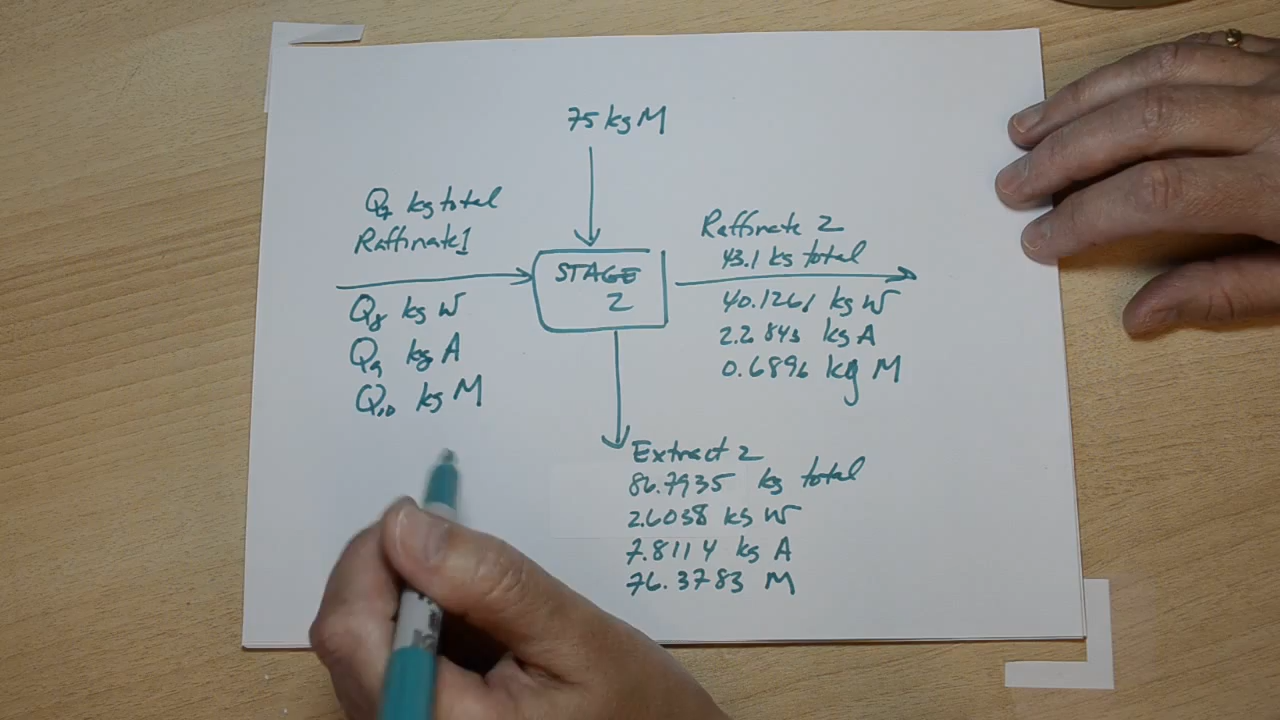 75 kg M
Q7 kg total
Raffinate 1
Q8 kg W
Q9 kg A
Q10 kg M
STAGE
2
Raffinate 2
43.1 kg total
40.1261 kg W
2.2843 kg A
0.6896 kg M
Extract 2
86.7935 kg total
2.6038 kg W
7.8114 kg A
76.3783 M